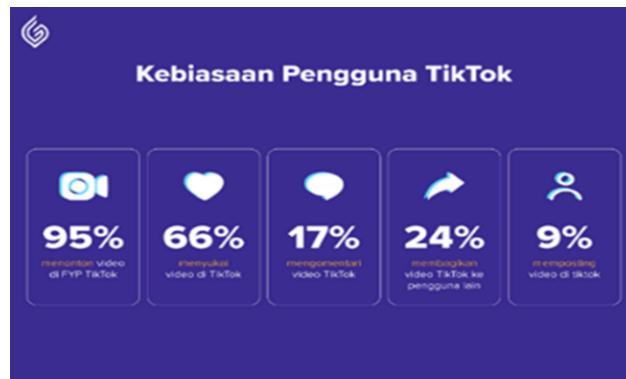 Kebiasaan Pengguna TikTok
95%
menonton video
di FYP TikTok
66%
menyukai
video di TikTok
17%
mengomentari
video TikTok
24%
membagikan
video TikTok ke
pengguna lain
9%
memposting
video di tiktok